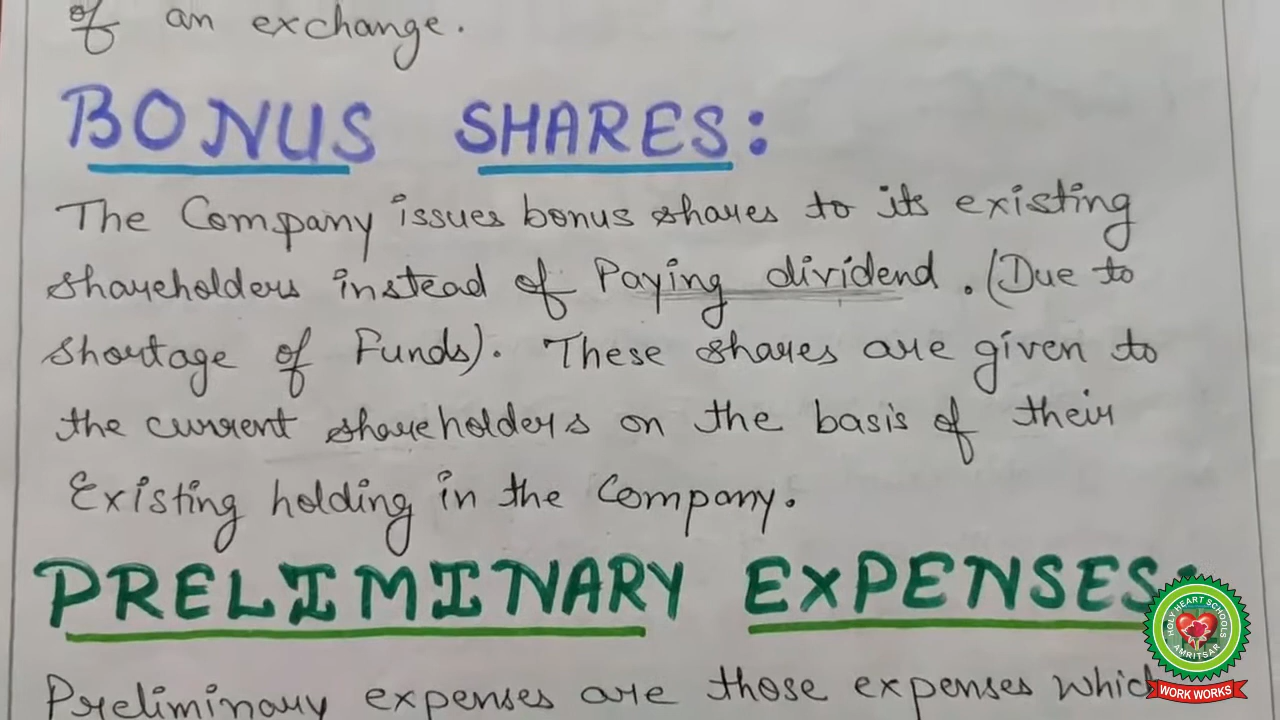 of an exchange.
BONUS SHARES:
The Company issues bonus shares to its existing
shareholders instead of Paying dividend. (Due to
shortage of Funds). These shares are given to
the current shareholders on the basis of their
Existing holding in the Company.
PRELIMINARY EXPENSES:
Preliminary expenses are those expenses which
HOLY HEART SCHOOLS
AMRITSAR
WORK WORKS